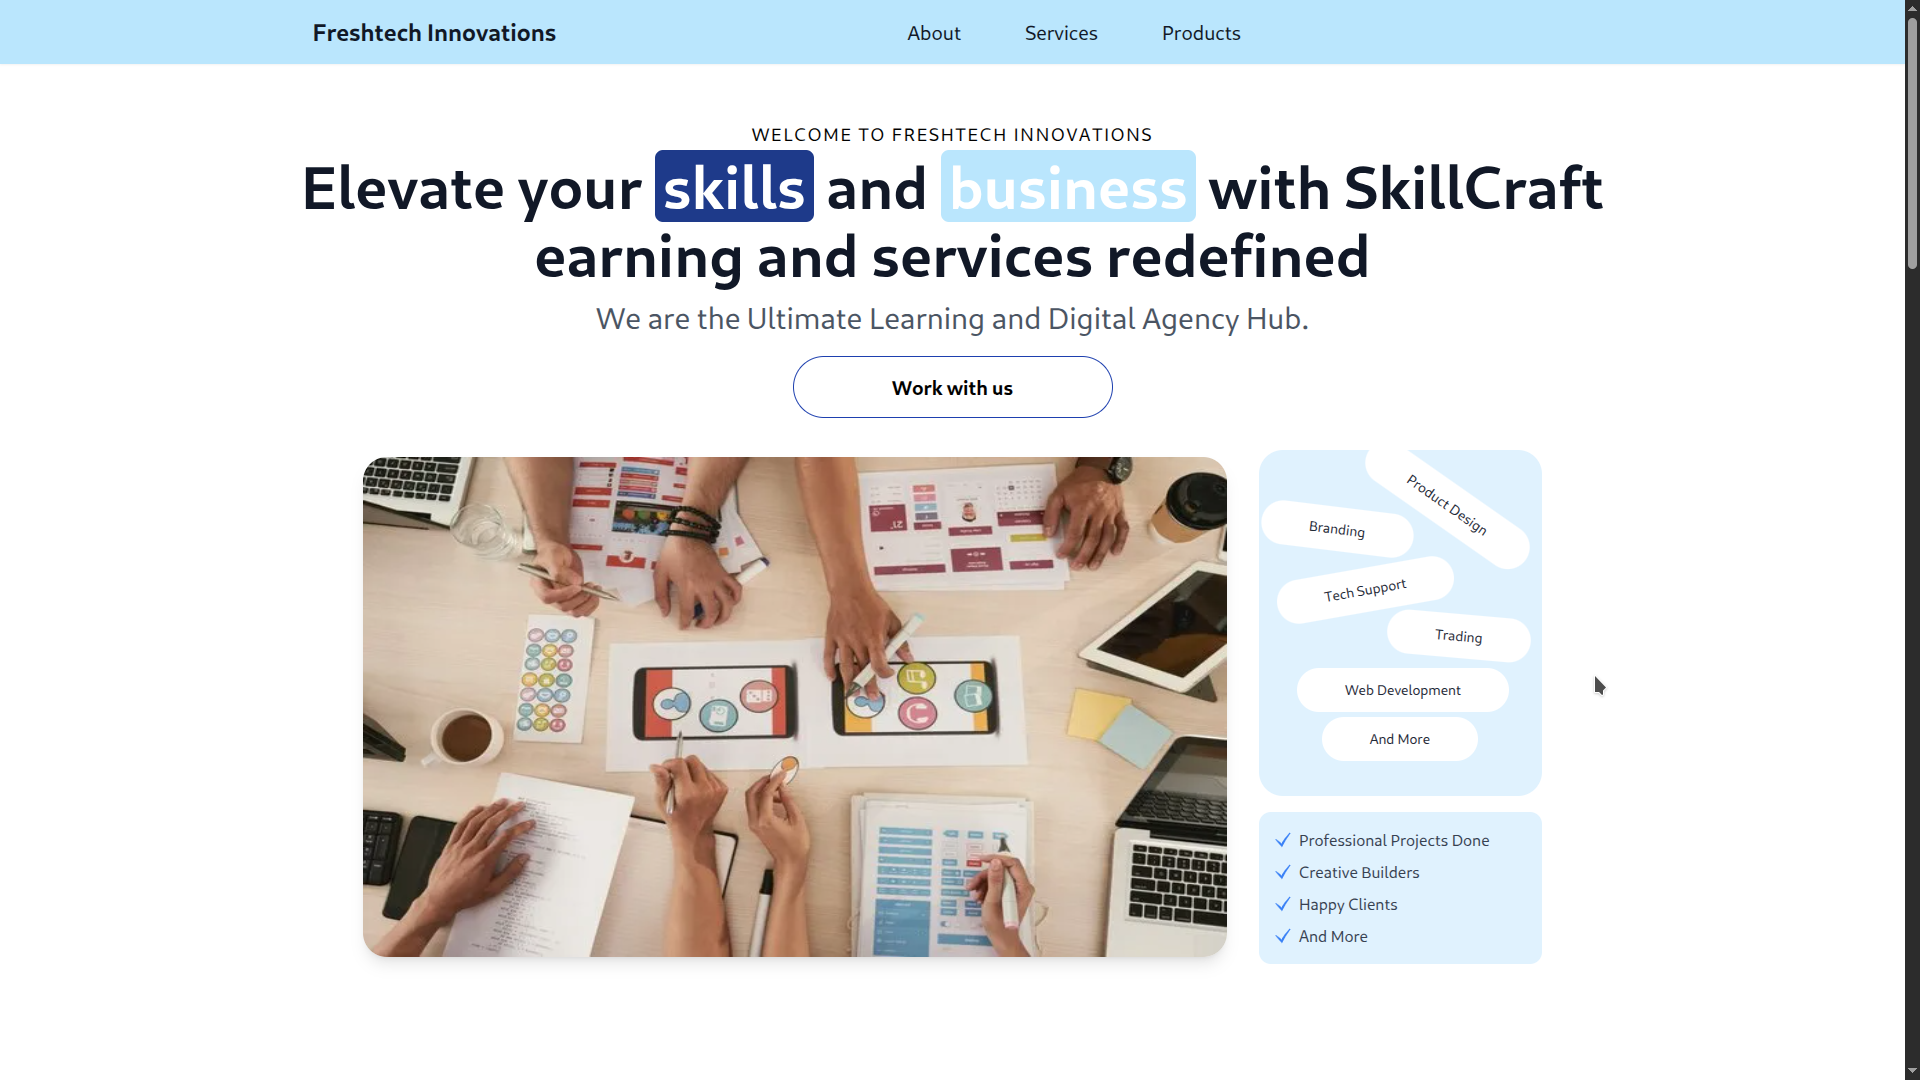 Freshtech Innovations
About
Services
Products
WELCOME TO FRESHTECH INNOVATIONS
Elevate your skills and business with SkillCraft
earning and services redefined
We are the Ultimate Learning and Digital Agency Hub.
Work with us
Product Design
Branding
Tech Support
Trading
Web Development
And More
Professional Projects Done
Creative Builders
Happy Clients
And More